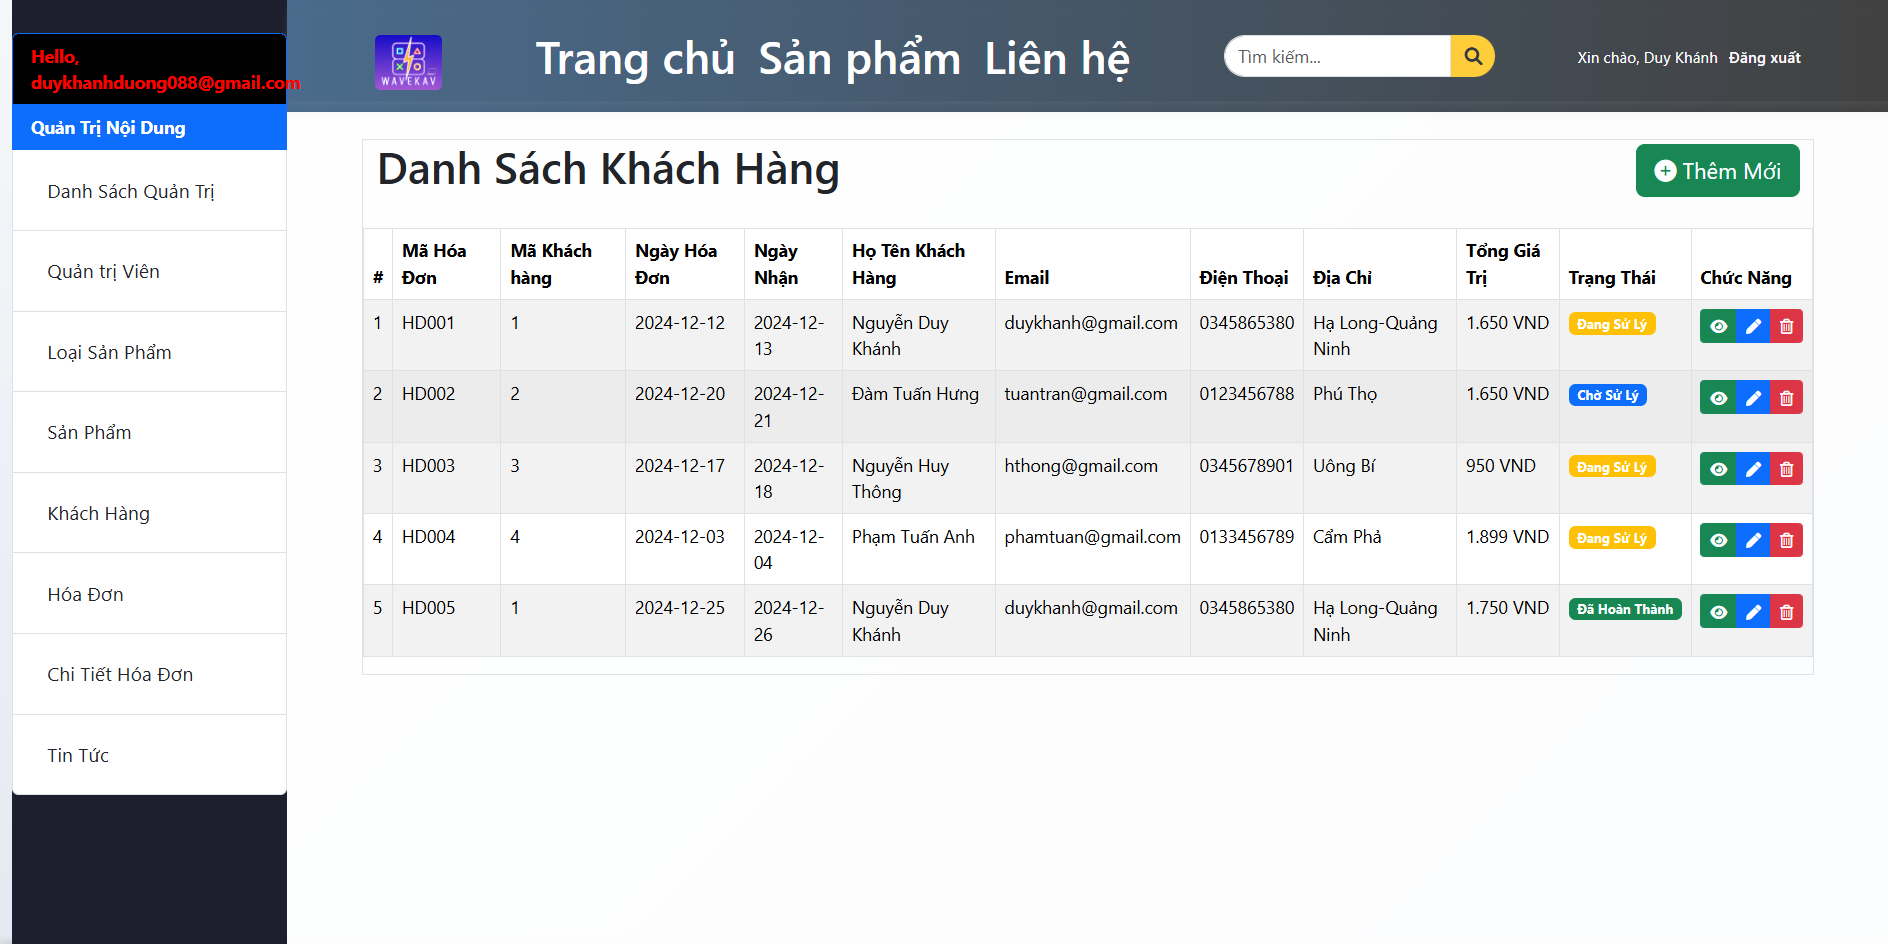 Hello,
duykhanhduong088@gmail.com
Quản Trị Nội Dung
Danh Sách Quản Trị
Quản trị Viên
Loại Sản Phẩm
Sản Phẩm
Khách Hàng
Hóa Đơn
Chi Tiết Hóa Đơn
Tin Tức
WAVEKAV
Trang chủ Sản phẩm Liên hệ
Tìm kiếm...
Xin chào, Duy Khánh Đăng xuất
Danh Sách Khách Hàng
Thêm Mới
# Mã Hóa Đơn Mã Khách hàng Ngày Hóa Đơn Ngày Nhận Họ Tên Khách Hàng Email Điện Thoại Địa Chỉ Tổng Giá Trị Trạng Thái Chức Năng
1 HD001 1 2024-12-12 2024-12-13 Nguyễn Duy Khánh duykhanh@gmail.com 0345865380 Hạ Long-Quảng Ninh 1.650 VND Đang Sử Lý
2 HD002 2 2024-12-20 2024-12-21 Đàm Tuấn Hưng tuantran@gmail.com 0123456788 Phú Thọ 1.650 VND Chờ Sử Lý
3 HD003 3 2024-12-17 2024-12-18 Nguyễn Huy Thông hthong@gmail.com 0345678901 Uông Bí 950 VND Đang Sử Lý
4 HD004 4 2024-12-03 2024-12-04 Phạm Tuấn Anh phamtuan@gmail.com 0133456789 Cẩm Phả 1.899 VND Đang Sử Lý
5 HD005 1 2024-12-25 2024-12-26 Nguyễn Duy Khánh duykhanh@gmail.com 0345865380 Hạ Long-Quảng Ninh 1.750 VND Đã Hoàn Thành